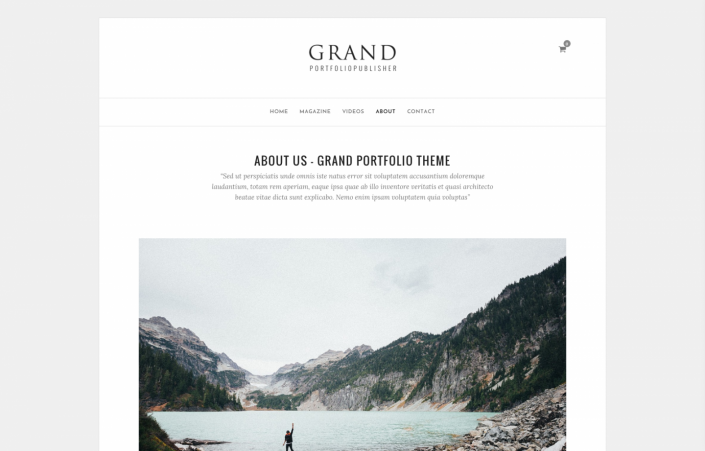 GRAND
PORTFOLIOPUBLISHER
0
HOME MAGAZINE VIDEOS ABOUT CONTACT
ABOUT US - GRAND PORTFOLIO THEME
"Sed ut perspiciatis unde omnis iste natus error sit voluptatem accusantium doloremque
laudantium, totam rem aperiam, eaque ipsa quae ab illo inventore veritatis et quasi architecto
beatae vitae dicta sunt explicabo. Nemo enim ipsam voluptatem quia voluptas"